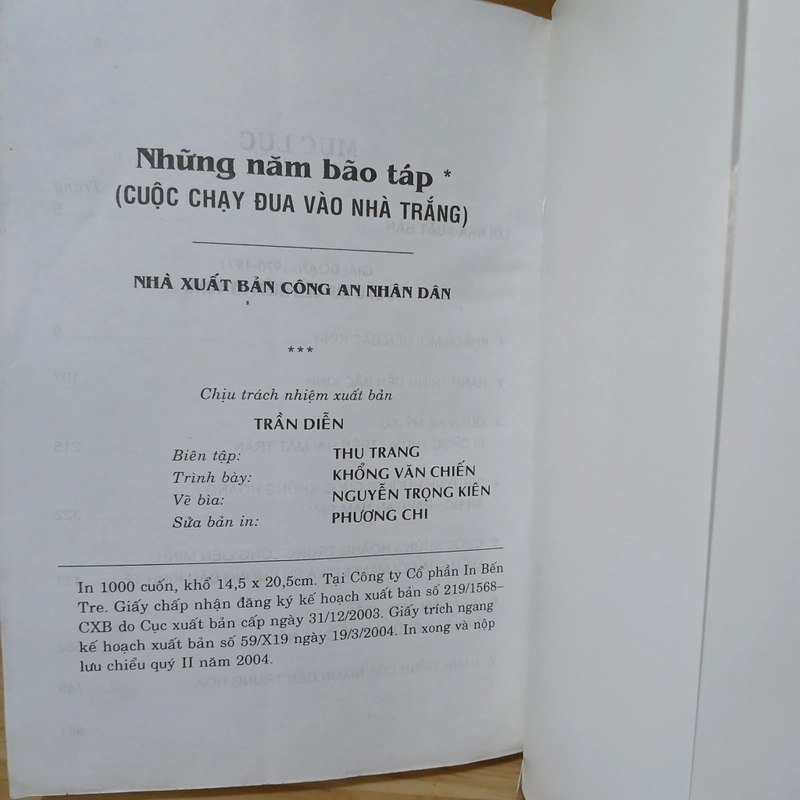 Những năm bão táp *
(CUỘC CHẠY ĐUA VÀO NHÀ TRẮNG)
NHÀ XUẤT BẢN CÔNG AN NHÂN DÂN
***
Chịu trách nhiệm xuất bản
TRẦN DIỄN
Biên tập: THU TRANG
Trình bày: KHỔNG VĂN CHIẾN
Vẽ bìa: NGUYỄN TRỌNG KIÊN
Sửa bản in: PHƯƠNG CHI
In 1000 cuốn, khổ 14,5 x 20,5cm. Tại Công ty Cổ phần In Bến
Tre. Giấy chấp nhận đăng ký kế hoạch xuất bản số 219/1568–
CXB do Cục xuất bản cấp ngày 31/12/2003. Giấy trích ngang
kế hoạch xuất bản số 59/X19 ngày 19/3/2004. In xong và nộp
lưu chiểu quý II năm 2004.